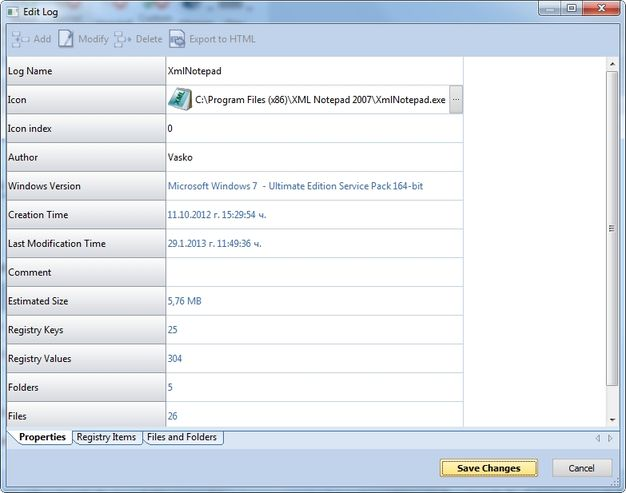 Edit Log
Add Modify Delete Export to HTML
Log Name XmlNotepad
Icon XML C:\Program Files (x86)\XML Notepad 2007\XmlNotepad.exe ...
Icon index 0
Author Vasko
Windows Version Microsoft Windows 7 - Ultimate Edition Service Pack 1 64-bit
Creation Time 11.10.2012 г. 15:29:54 ч.
Last Modification Time 29.1.2013 г. 11:49:36 ч.
Comment
Estimated Size 5,76 MB
Registry Keys 25
Registry Values 304
Folders 5
Files 26
Properties Registry Items Files and Folders
Save Changes Cancel